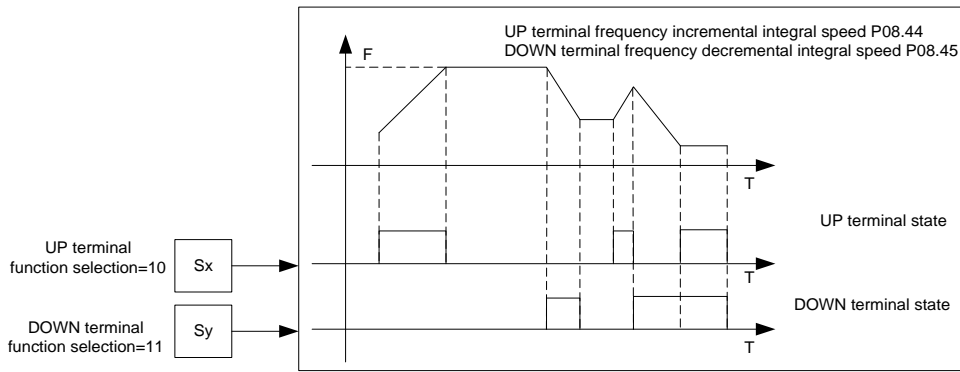 UP terminal frequency incremental integral speed P08.44
DOWN terminal frequency decremental integral speed P08.45
F
T
UP terminal state
UP terminal
function selection=10
Sx
T
DOWN terminal state
DOWN terminal
function selection=11
Sy
T